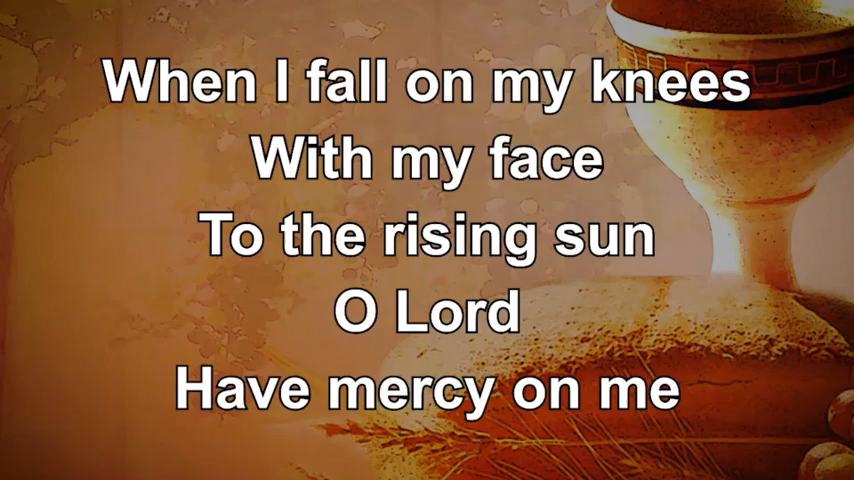 When I fall on my knees
With my face
To the rising sun
O Lord
Have mercy on me